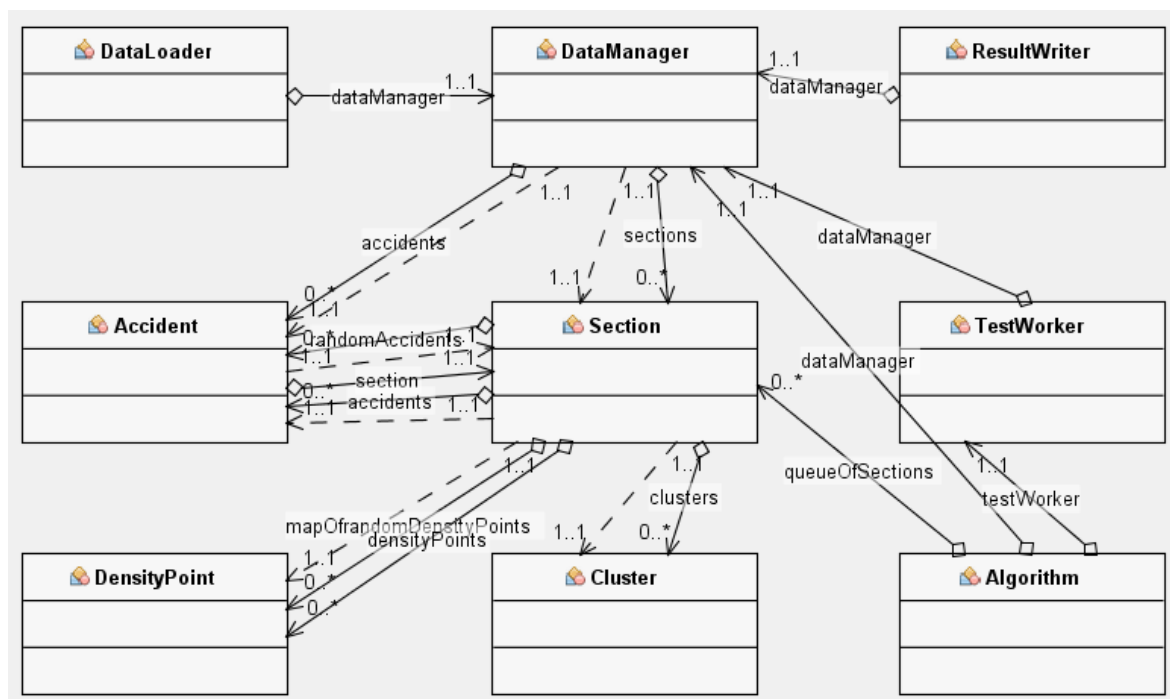 DataLoader
DataManager
ResultWriter
1..1
1..1
dataManager
dataManager
1..1
1..1
1..1
1..1
accidents
sections
dataManager
1..1
0..*
0..*
1..1
Accident
Section
TestWorker
0..*
randomAccidents
1..1
1..1
1..1
dataManager
section
0..*
0..*
accidents
1..1
1..1
1..1
1..1
1..1
queueOfSections
clusters
testWorker
mapOfrandomDensityPoints
densityPoints
1..1
1..1
0..*
DensityPoint
Cluster
Algorithm
0..*
0..*